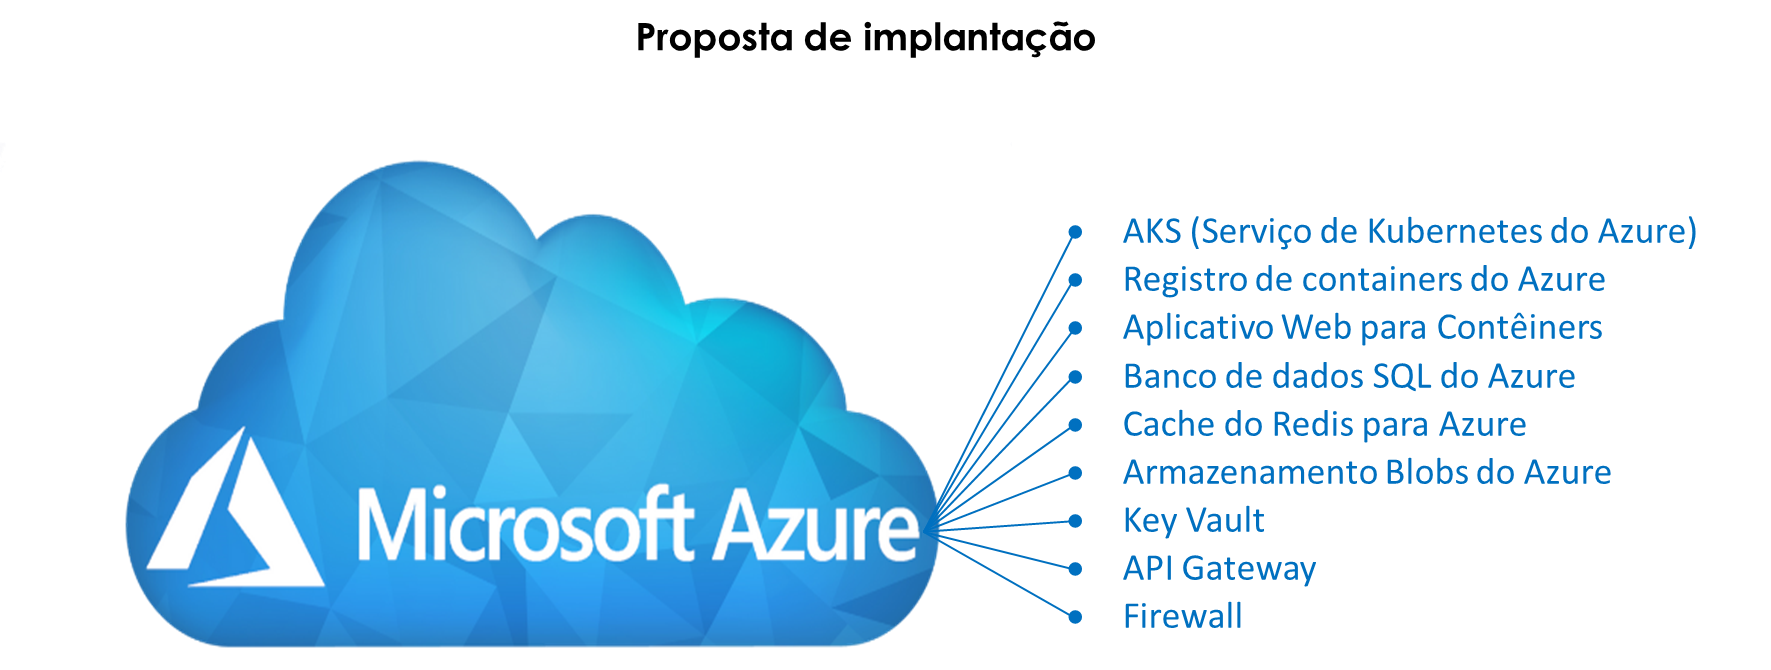 Proposta de implantação
Microsoft Azure
AKS (Serviço de Kubernetes do Azure)
Registro de containers do Azure
Aplicativo Web para Contêiners
Banco de dados SQL do Azure
Cache do Redis para Azure
Armazenamento Blobs do Azure
Key Vault
API Gateway
Firewall